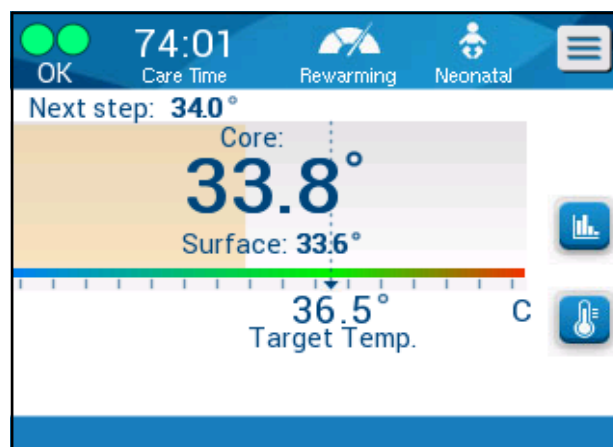 OK
74:01
Care Time
Rewarming
Neonatal
Next step: 34.0°
Core:
33.8°
Surface: 33.6°
36.5° C
Target Temp.